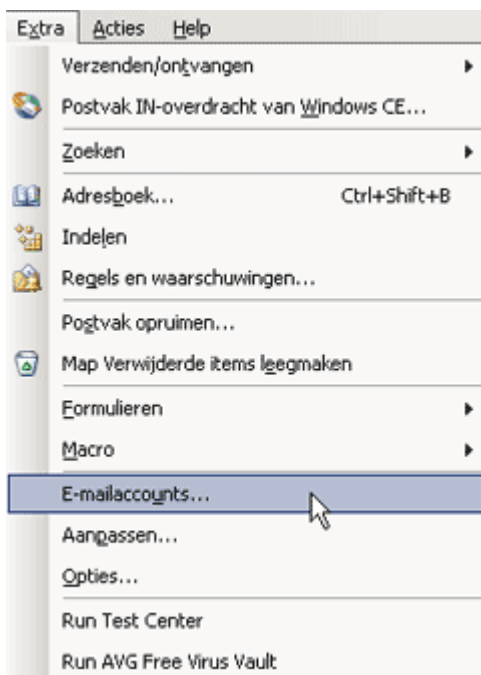 Extra Acties Help
Verzenden/ontvangen
Postvak IN-overdracht van Windows CE...
Zoeken
Adresboek... Ctrl+Shift+B
Indelen
Regels en waarschuwingen...
Postvak opruimen...
Map Verwijderde items leegmaken
Formulieren
Macro
E-mailaccounts...
Aanpassen...
Opties...
Run Test Center
Run AVG Free Virus Vault